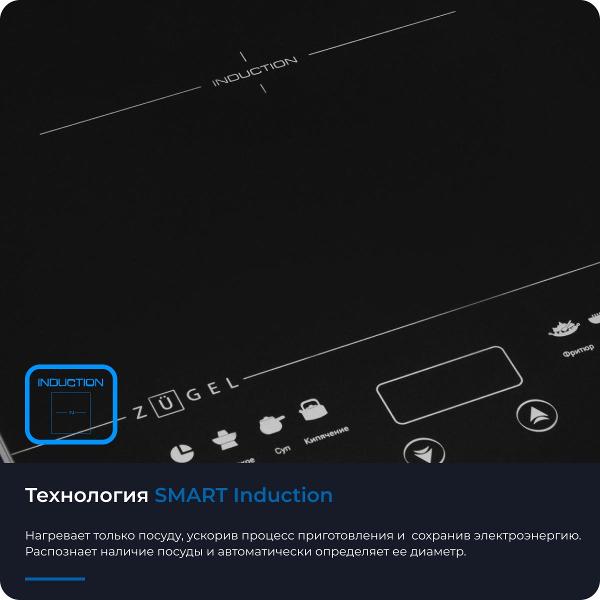 INDUCTION
Фритюр
ZÜGEL
INDUCTION
Суп
Кипячение
Технология SMART Induction
Нагревает только посуду, ускорив процесс приготовления и сохранив электроэнергию.
Распознает наличие посуды и автоматически определяет ее диаметр.